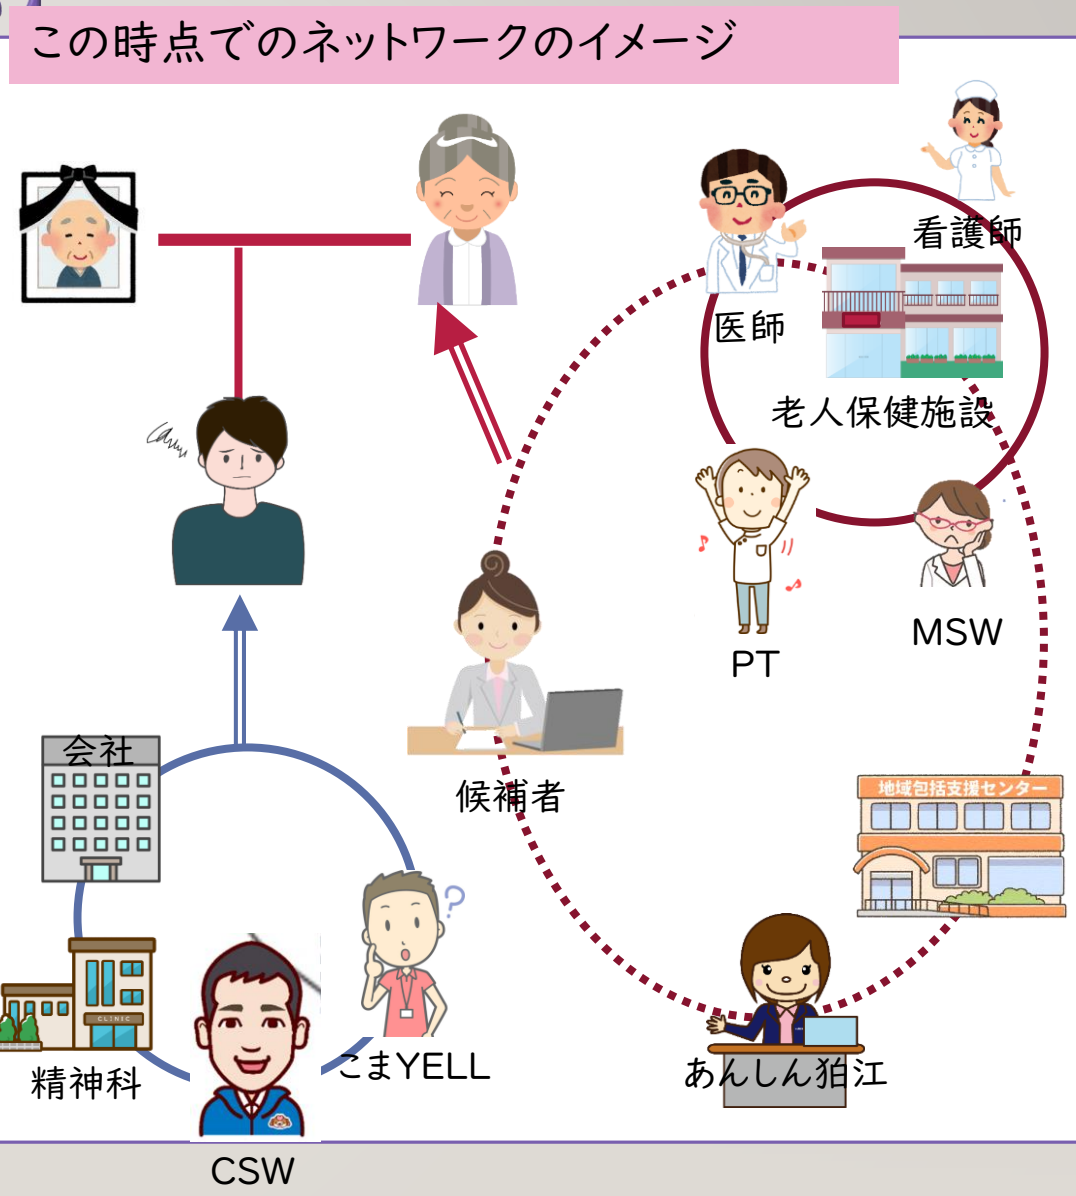 この時点でのネットワークのイメージ
看護師
医師
老人保健施設
PT
MSW
候補者
会社
地域包括支援センター
CLINIC
精神科
こまYELL
あんしん狛江
CSW